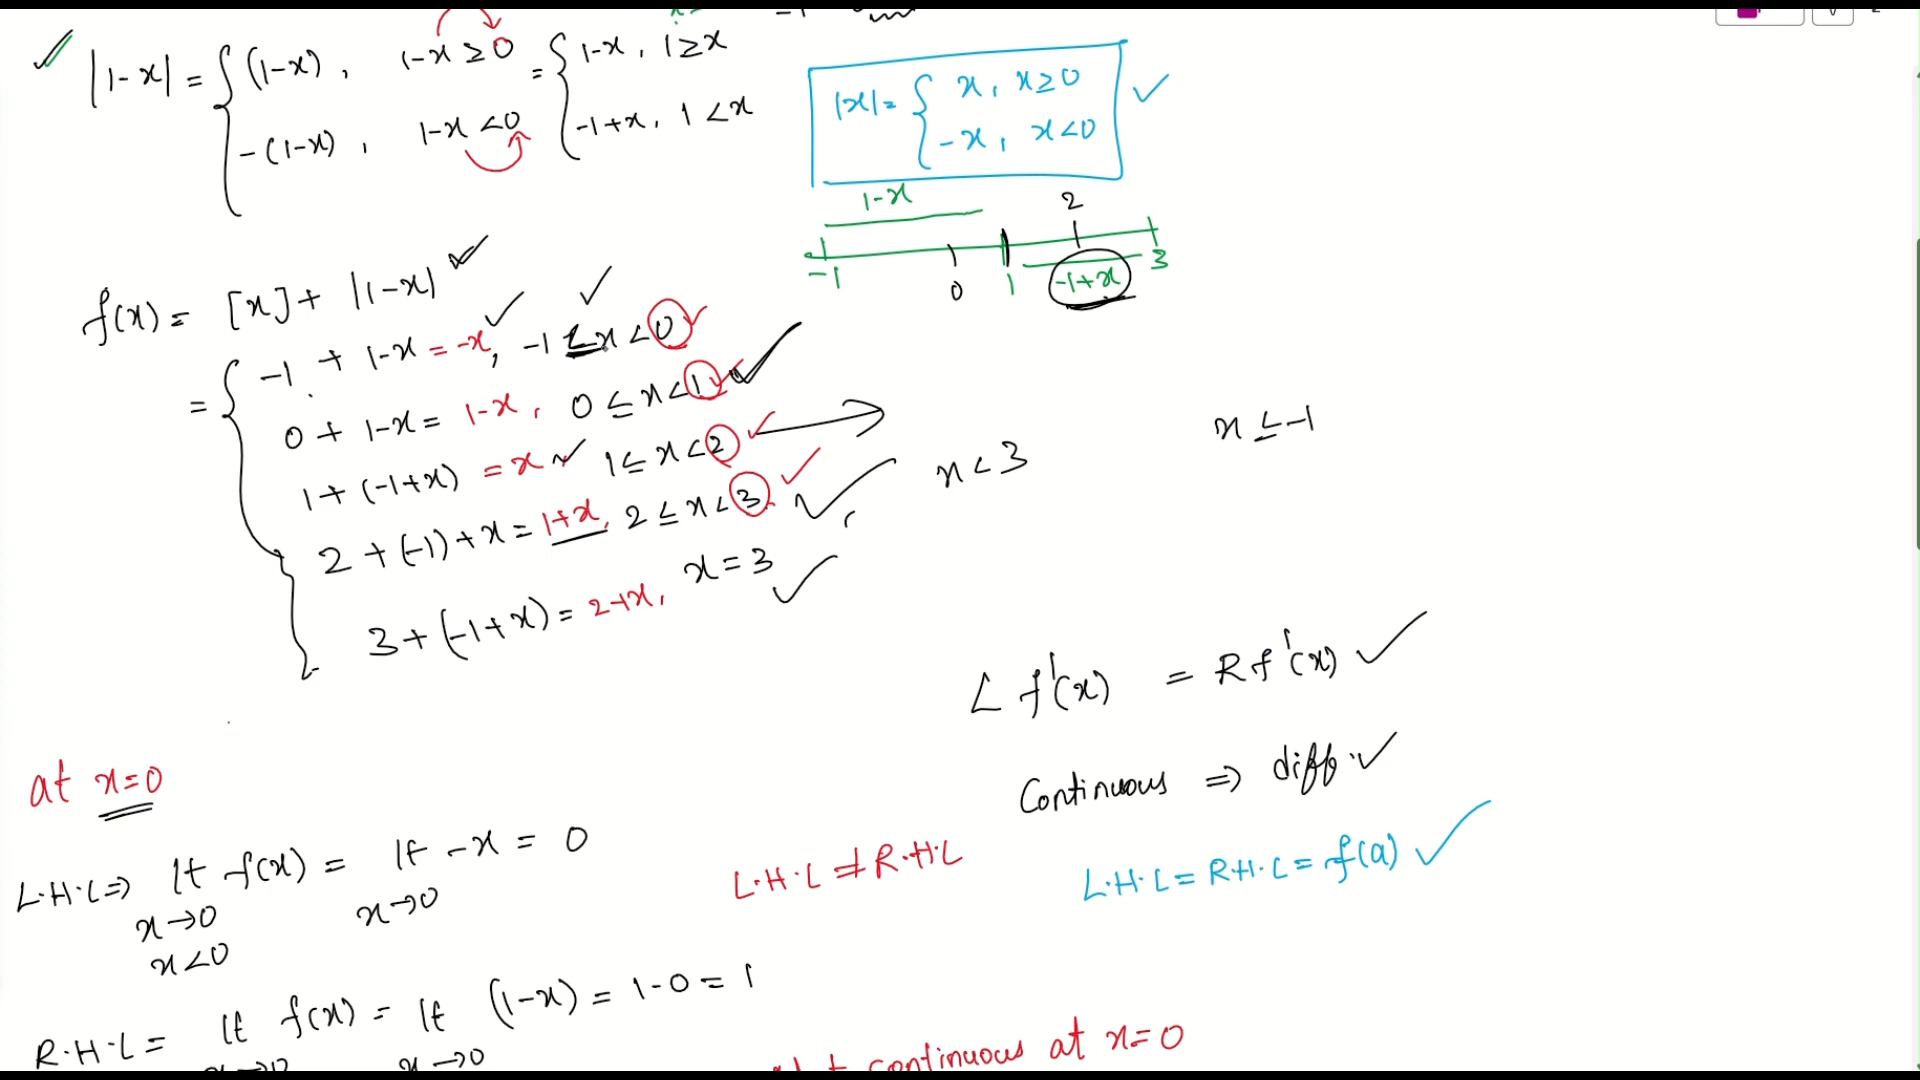 |1-x| = { (1-x), 1-x ≥ 0 = { 1-x, 1 ≥ x
-(1-x), 1-x < 0 -1+x, 1 < x
|x| = { x, x ≥ 0
-x, x < 0
1-x
2
-1 0 1 -1+x 3
f(x) = [x] + |1-x|
= { -1 + 1-x = -x, -1 ≤ x < 0
0 + 1-x = 1-x, 0 ≤ x < 1
1 + (-1+x) = x 1 ≤ x < 2
2 + (-1) + x = 1+x, 2 ≤ x < 3
3 + (-1+x) = 2+x, x = 3
x < 3
x ≤ -1
L f'(x) = R f'(x)
Continuous ⇒ diff.
L.H.L = R.H.L = f(a)
at x=0
L.H.L ⇒ lt f(x) = lt -x = 0
x→0 x→0
x<0
L.H.L ≠ R.H.L
R.H.L = lt f(x) = lt (1-x) = 1-0 = 1
x→0
continuous at x=0